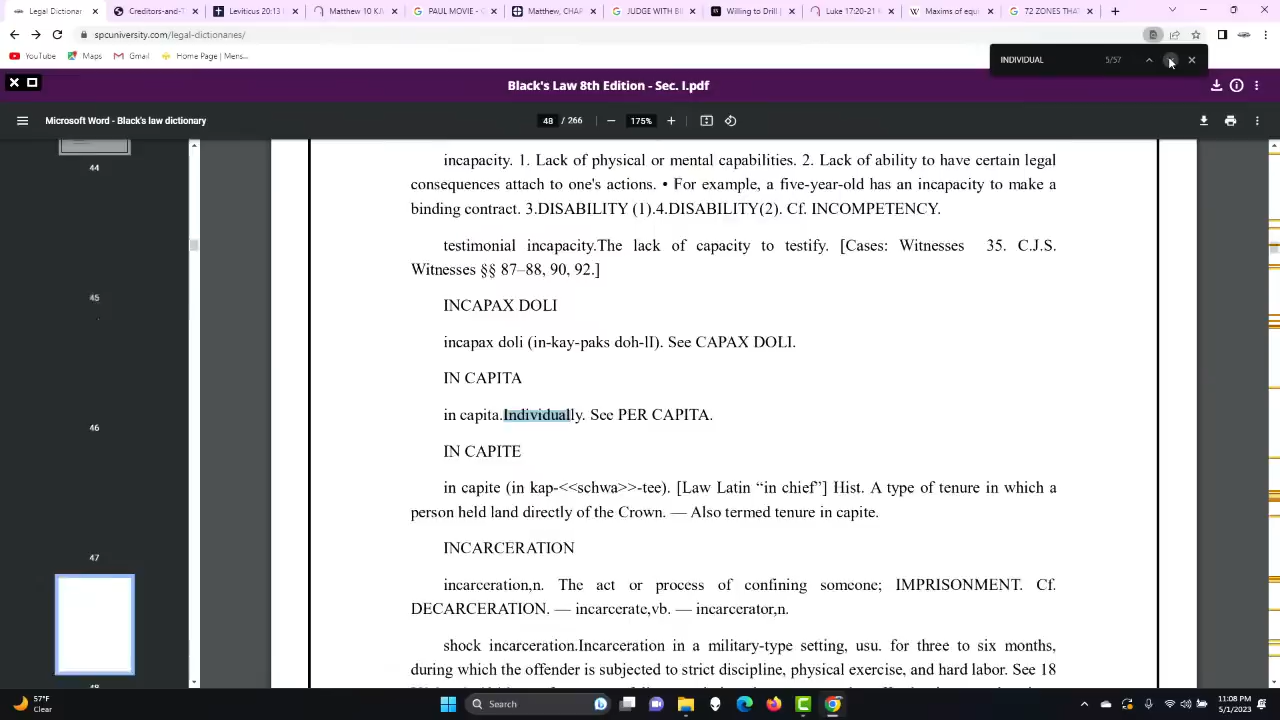 Legal Dictionar
Creditors-and-T
Leviticus 20:13
Matthew 10 KJV
PAUL MOVIE -
Matthew, CHAP
JUDGE WITH BI
Willing to Drill
Luke 17:20-21
Maxims of equi
72 ZONES THAT
spcuniversity.com/legal-dictionaries/
YouTube
Maps
Gmail
Home Page | Mens...
INDIVIDUAL
5/57
Black's Law 8th Edition - Sec. I.pdf
Microsoft Word - Black's law dictionary
48 / 266
175%
44
45
46
47
48
incapacity. 1. Lack of physical or mental capabilities. 2. Lack of ability to have certain legal
consequences attach to one's actions. • For example, a five-year-old has an incapacity to make a
binding contract. 3.DISABILITY (1).4.DISABILITY(2). Cf. INCOMPETENCY.
testimonial incapacity.The lack of capacity to testify. [Cases: Witnesses 35. C.J.S.
Witnesses §§ 87–88, 90, 92.]
INCAPAX DOLI
incapax doli (in-kay-paks doh-lI). See CAPAX DOLI.
IN CAPITA
in capita.Individually. See PER CAPITA.
IN CAPITE
in capite (in kap-<<schwa>>-tee). [Law Latin “in chief”] Hist. A type of tenure in which a
person held land directly of the Crown. — Also termed tenure in capite.
INCARCERATION
incarceration,n. The act or process of confining someone; IMPRISONMENT. Cf.
DECARCERATION. — incarcerate,vb. — incarcerator,n.
shock incarceration.Incarceration in a military-type setting, usu. for three to six months,
during which the offender is subjected to strict discipline, physical exercise, and hard labor. See 18
57°F
Clear
Search
11:08 PM
5/1/2023